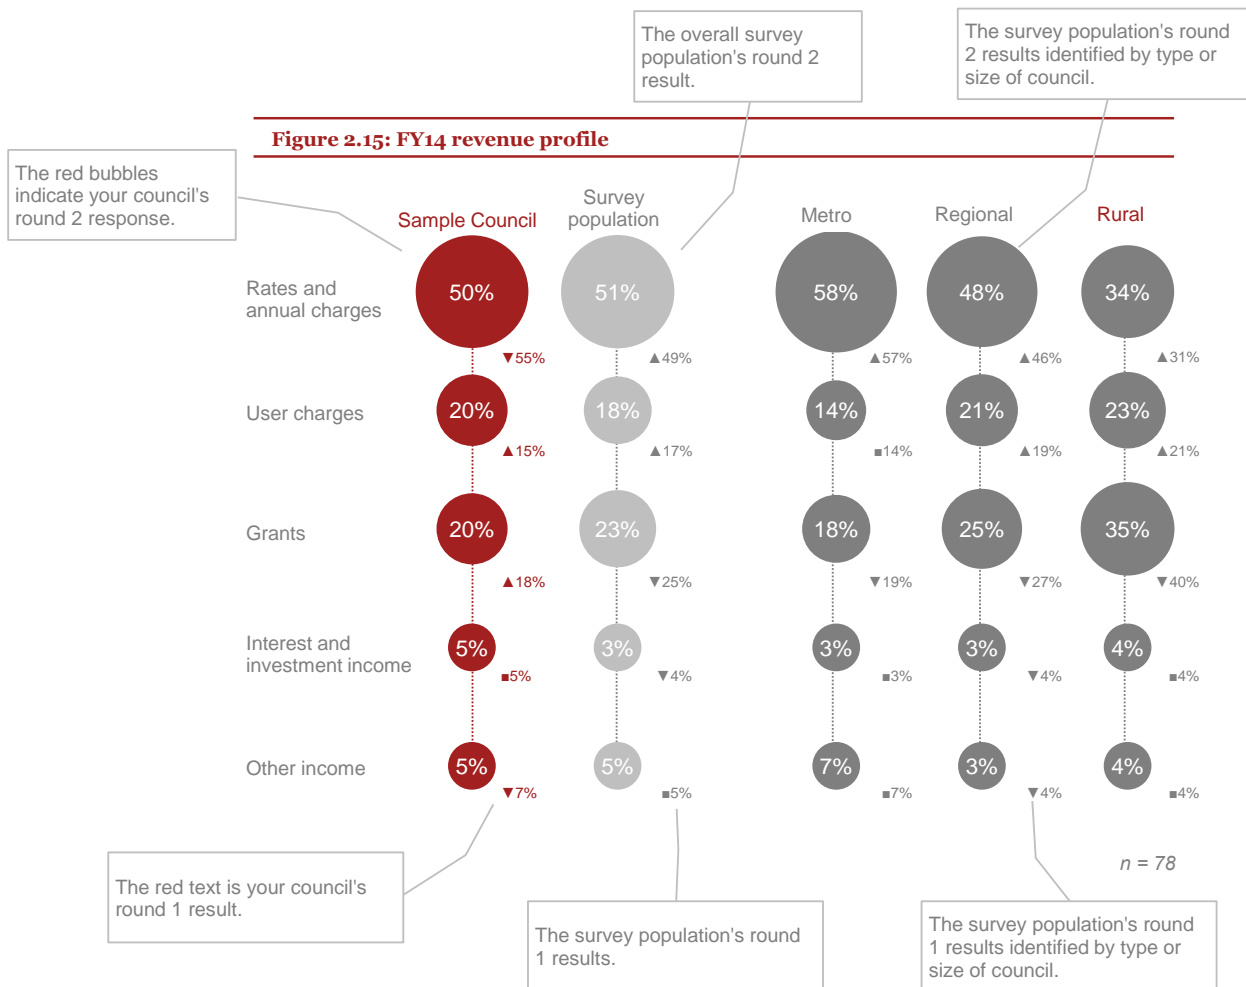 The overall survey
population's round 2
result.
The survey population's round
2 results identified by type or
size of council.
Figure 2.15: FY14 revenue profile
The red bubbles
indicate your council's
round 2 response.
Sample Council
Survey
population
Metro
Regional
Rural
Rates and
annual charges
50%
51%
58%
48%
34%
▼55%
▲49%
▲57%
▲46%
▲31%
User charges
20%
18%
14%
21%
23%
▲15%
▲17%
■14%
▲19%
▲21%
Grants
20%
23%
18%
25%
35%
▲18%
▼25%
▼19%
▼27%
▼40%
Interest and
investment income
5%
3%
3%
3%
4%
■5%
▼4%
■3%
▼4%
■4%
Other income
5%
5%
7%
3%
4%
▼7%
■5%
■7%
▼4%
■4%
n = 78
The red text is your council's
round 1 result.
The survey population's round
1 results.
The survey population's round
1 results identified by type or
size of council.